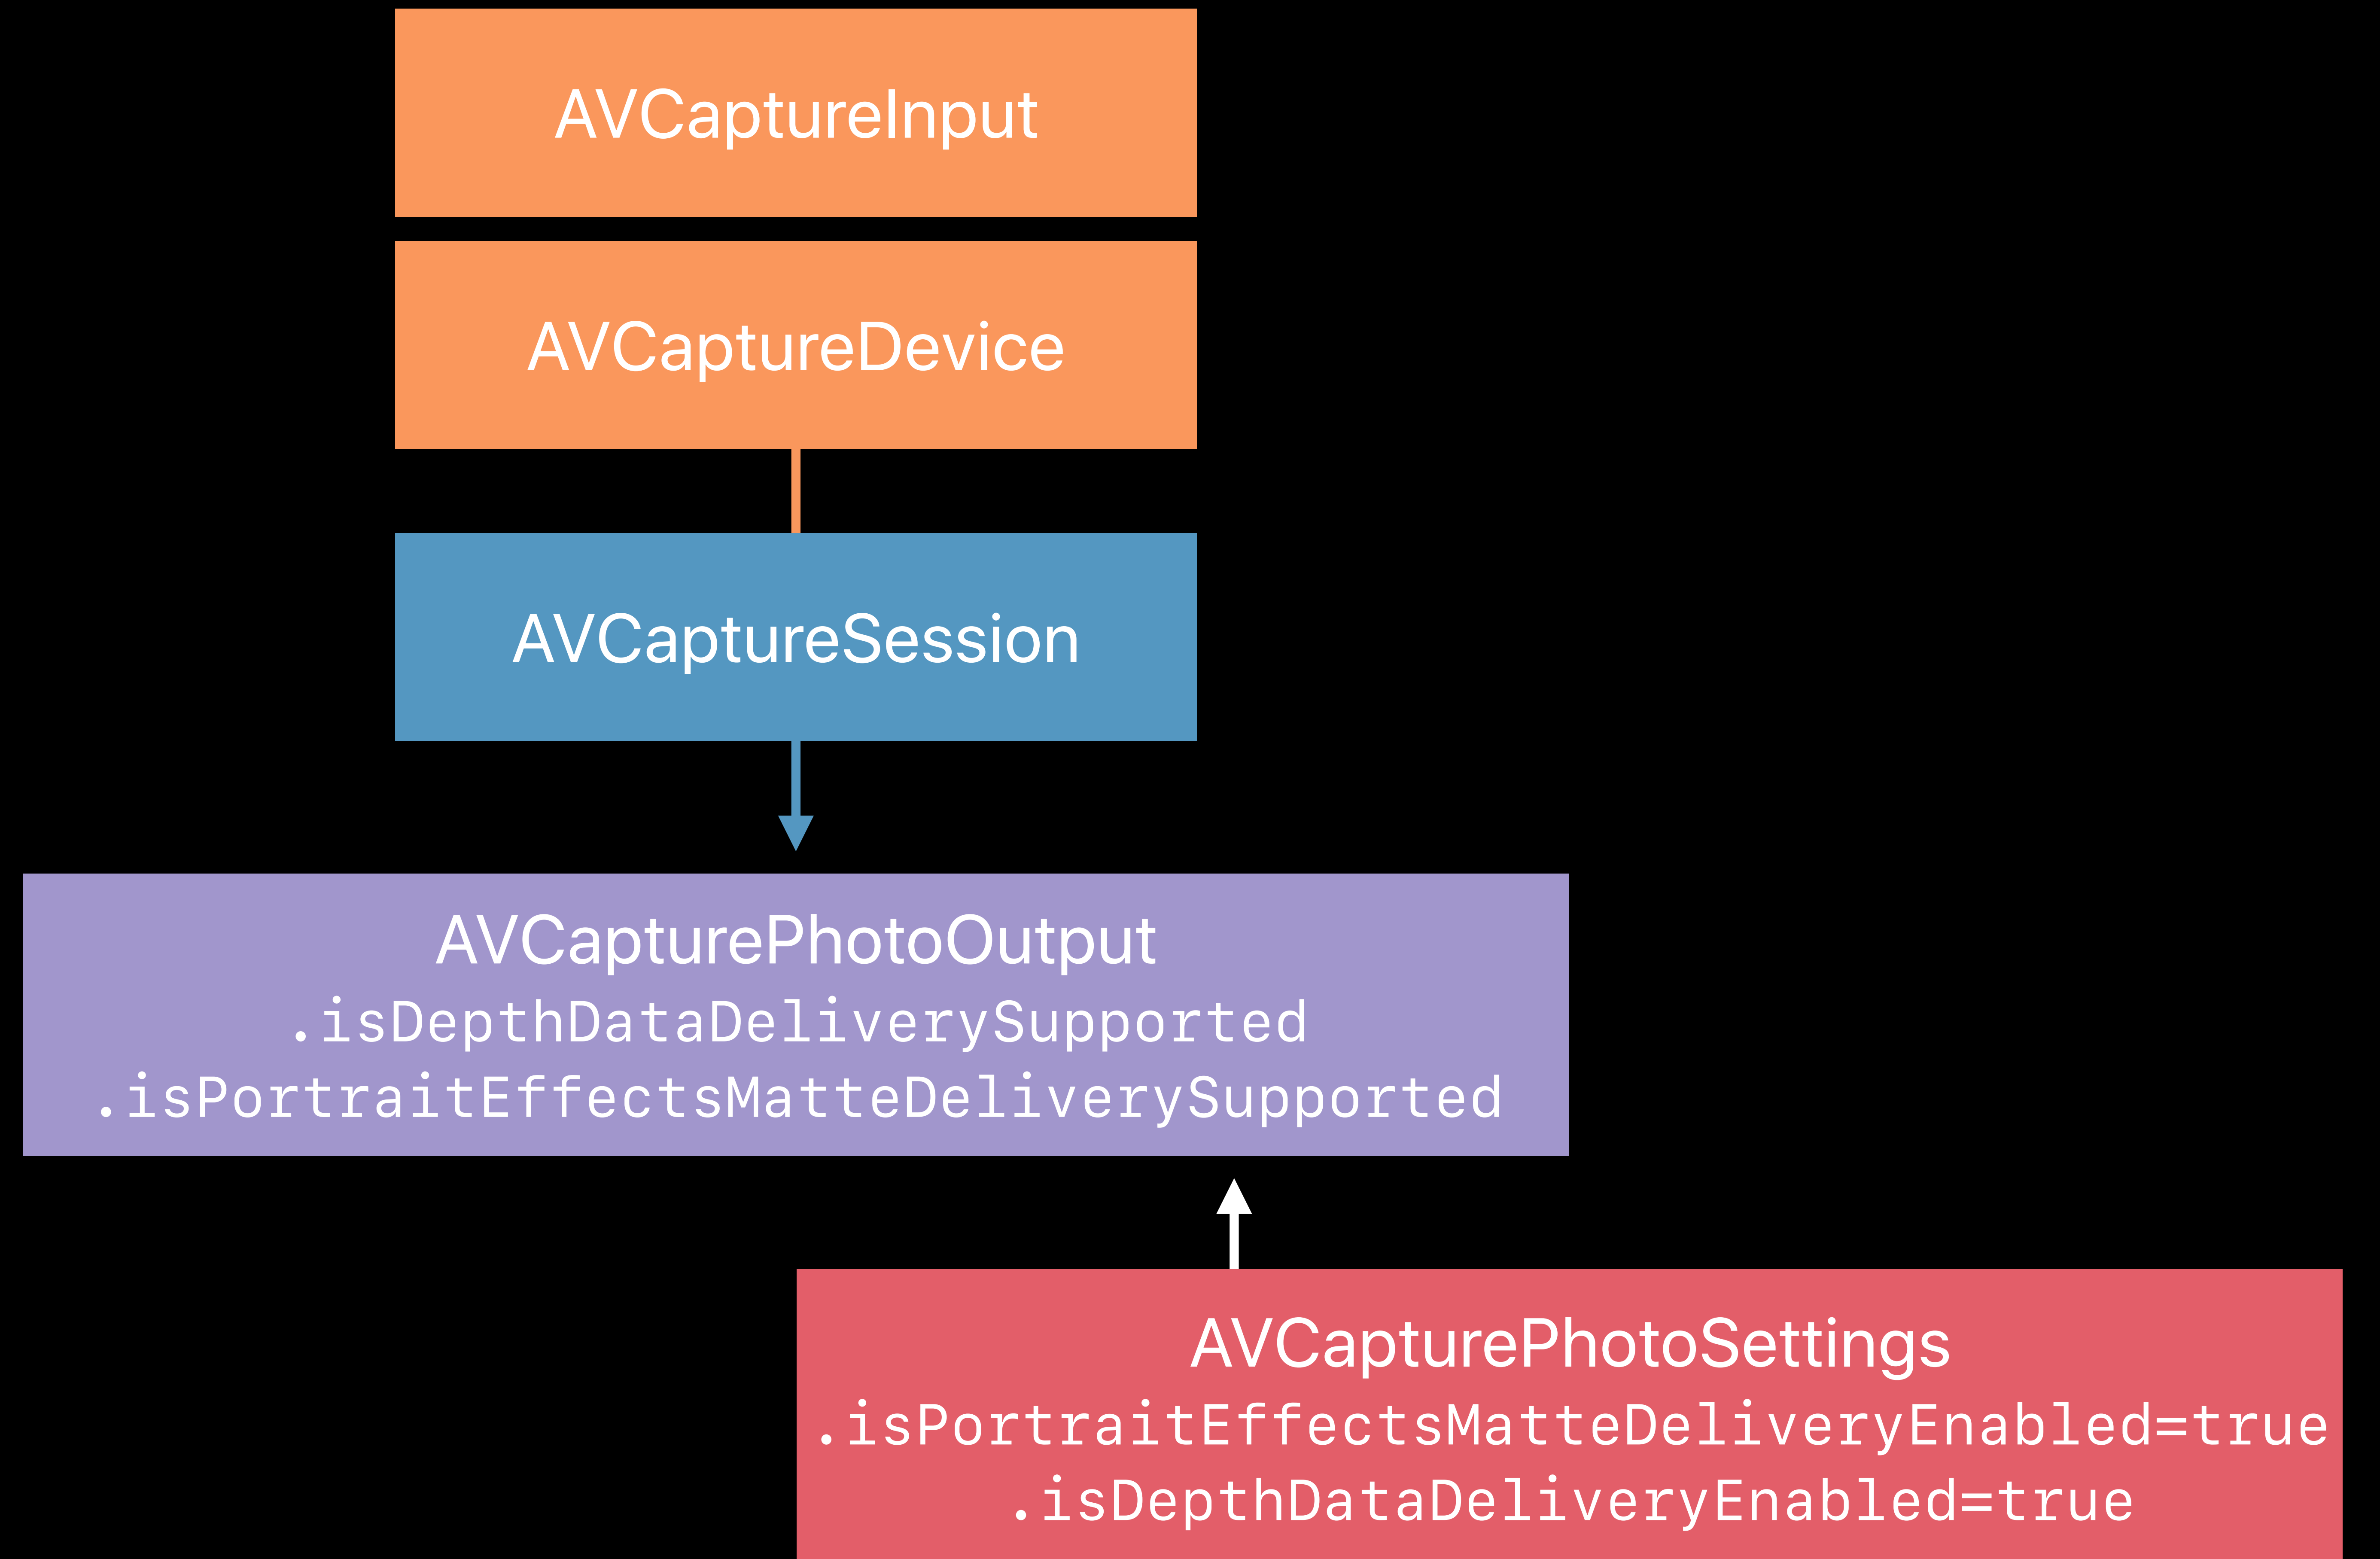 AVCaptureInput
AVCaptureDevice
AVCaptureSession
AVCapturePhotoOutput
.isDepthDataDeliverySupported
.isPortraitEffectsMatteDeliverySupported
AVCapturePhotoSettings
.isPortraitEffectsMatteDeliveryEnabled=true
.isDepthDataDeliveryEnabled=true